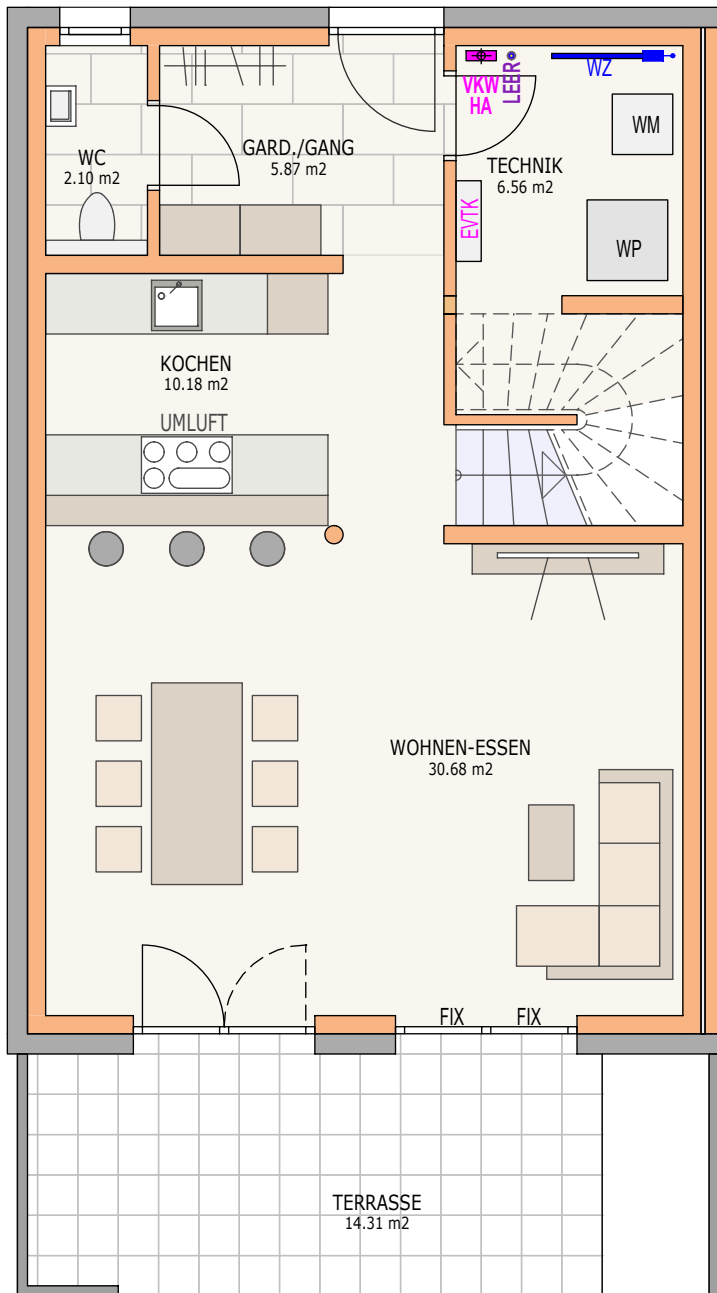 WZ
VKW
HA
LEER
WM
GARD./GANG
5.87 m2
WC
2.10 m2
TECHNIK
6.56 m2
EVTK
WP
KOCHEN
10.18 m2
UMLUFT
WOHNEN-ESSEN
30.68 m2
FIX
FIX
TERRASSE
14.31 m2